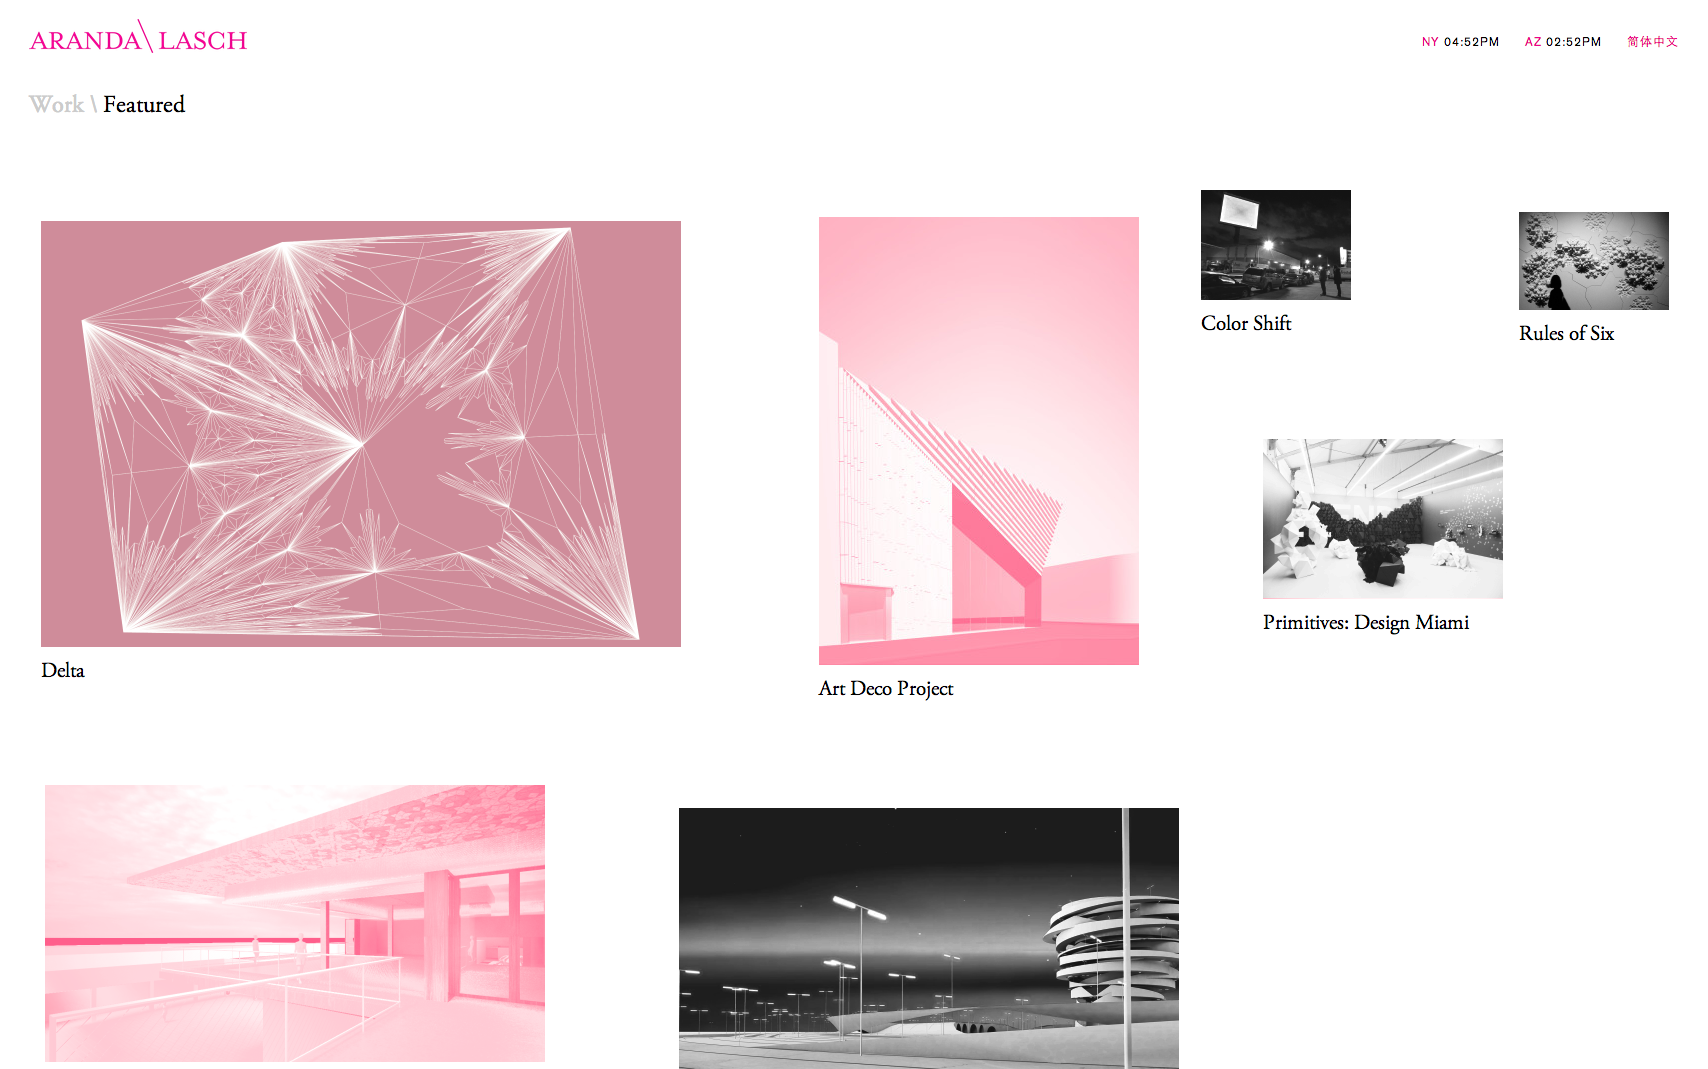 ARANDA\LASCH
NY 04:52PM AZ 02:52PM 简体中文
Work \ Featured
Color Shift
Rules of Six
Primitives: Design Miami
Delta
Art Deco Project